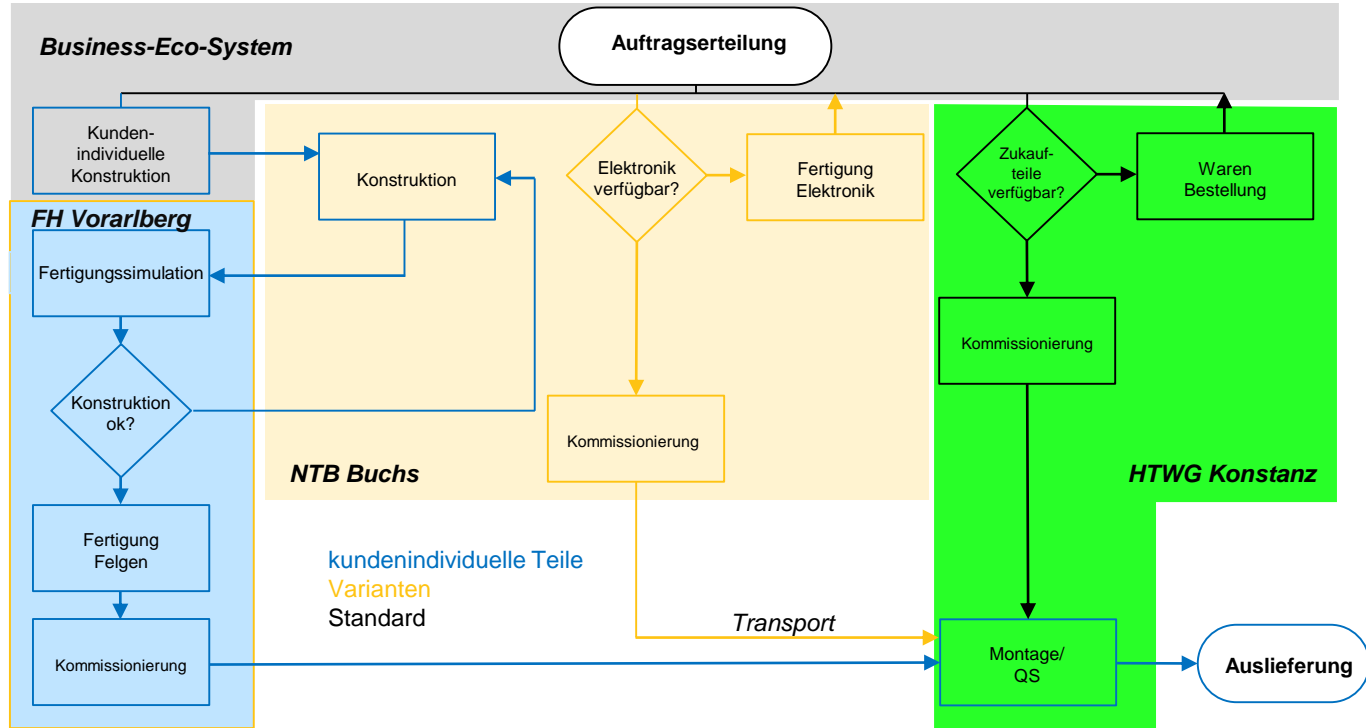 Business-Eco-System
Auftragserteilung
Kunden-
individuelle
Konstruktion
Konstruktion
Elektronik
verfügbar?
Fertigung
Elektronik
Zukauf-
teile
verfügbar?
Waren
Bestellung
FH Vorarlberg
Fertigungssimulation
Kommissionierung
Konstruktion
ok?
Kommissionierung
NTB Buchs
HTWG Konstanz
Fertigung
Felgen
kundenindividuelle Teile
Varianten
Standard
Transport
Kommissionierung
Montage/
QS
Auslieferung